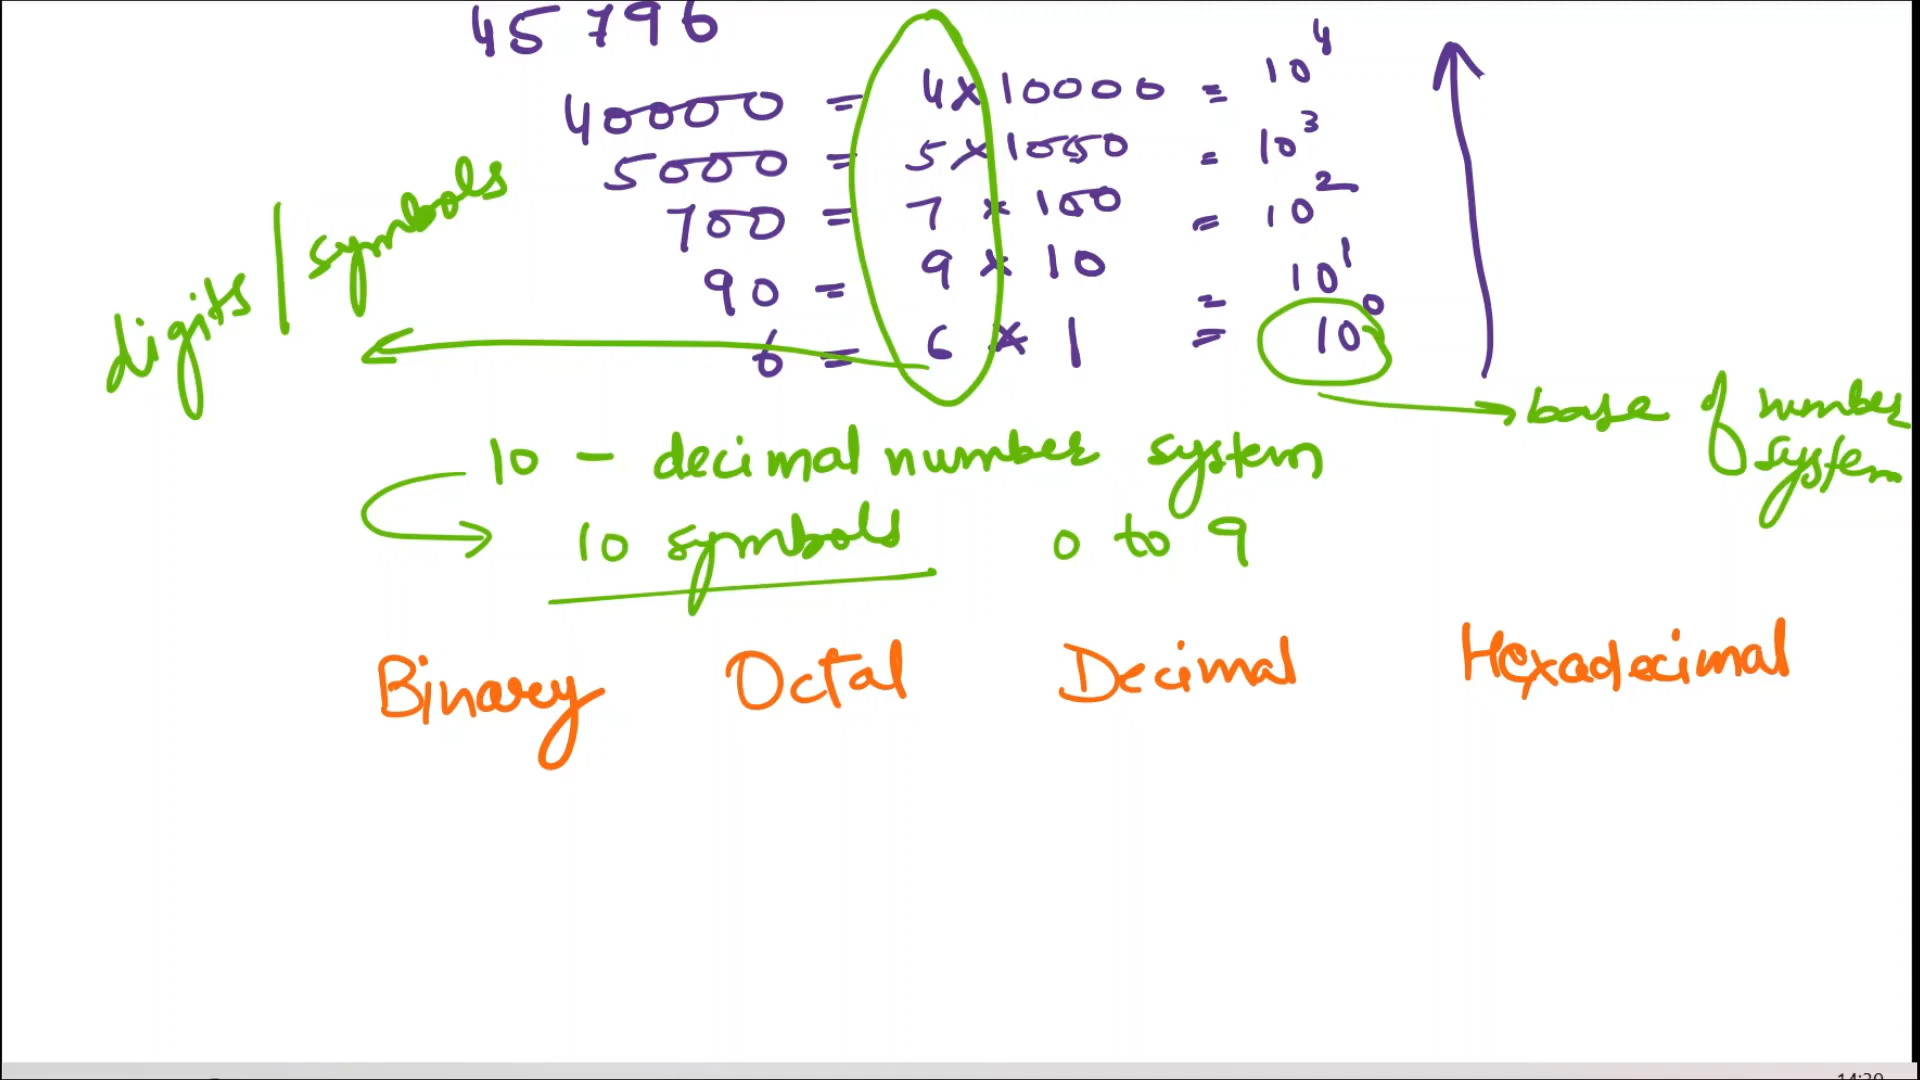 45796
40000 = 4 × 10000 = 10^4
5000 = 5 × 1000 = 10^3
700 = 7 × 100 = 10^2
90 = 9 × 10 = 10^1
6 = 6 × 1 = 10^0
digits / symbols
base of number system
10 - decimal number system
10 symbols 0 to 9
Binary Octal Decimal Hexadecimal